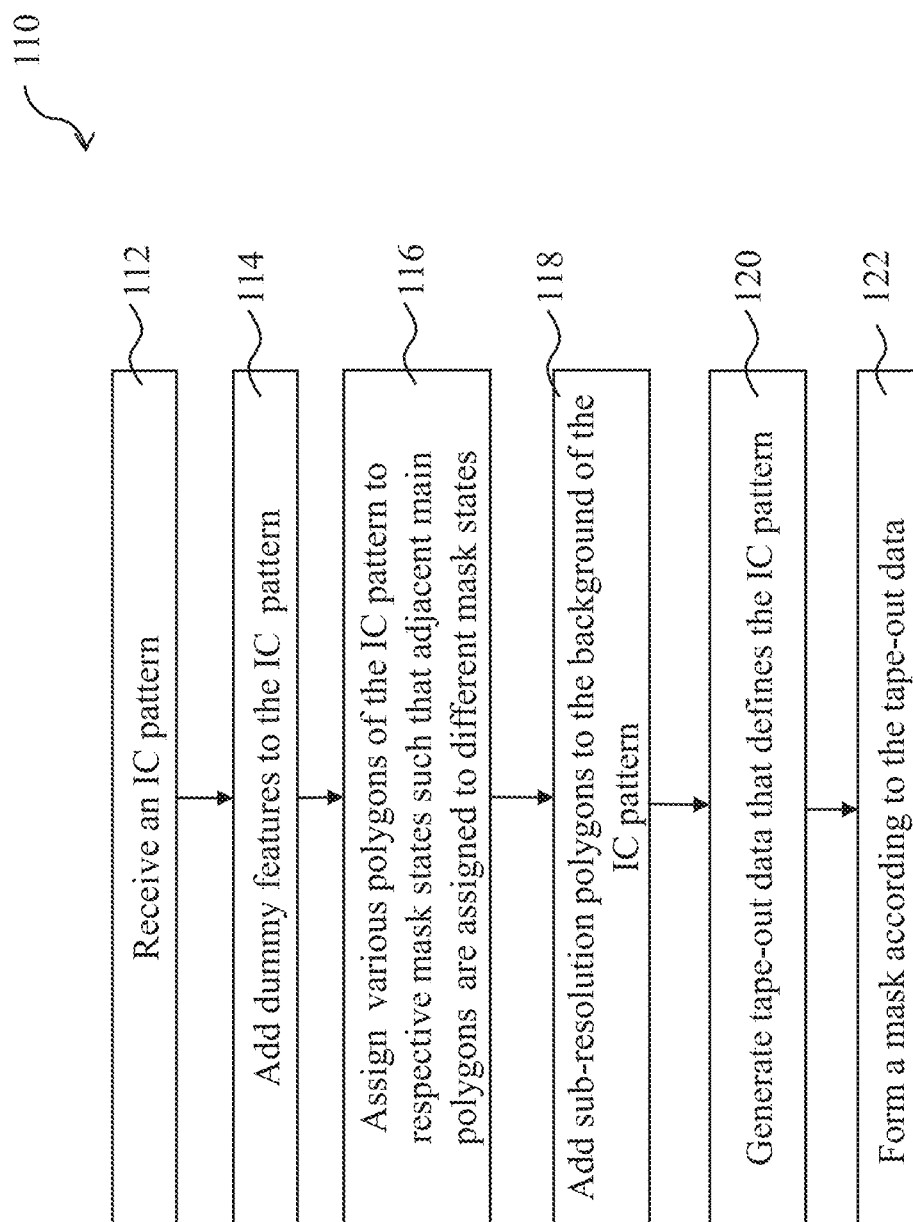 110
Receive an IC pattern
112
Add dummy features to the IC pattern
114
Assign various polygons of the IC pattern to
respective mask states such that adjacent main
polygons are assigned to different mask states
116
Add sub-resolution polygons to the background of the
IC pattern
118
Generate tape-out data that defines the IC pattern
120
Form a mask according to the tape-out data
122